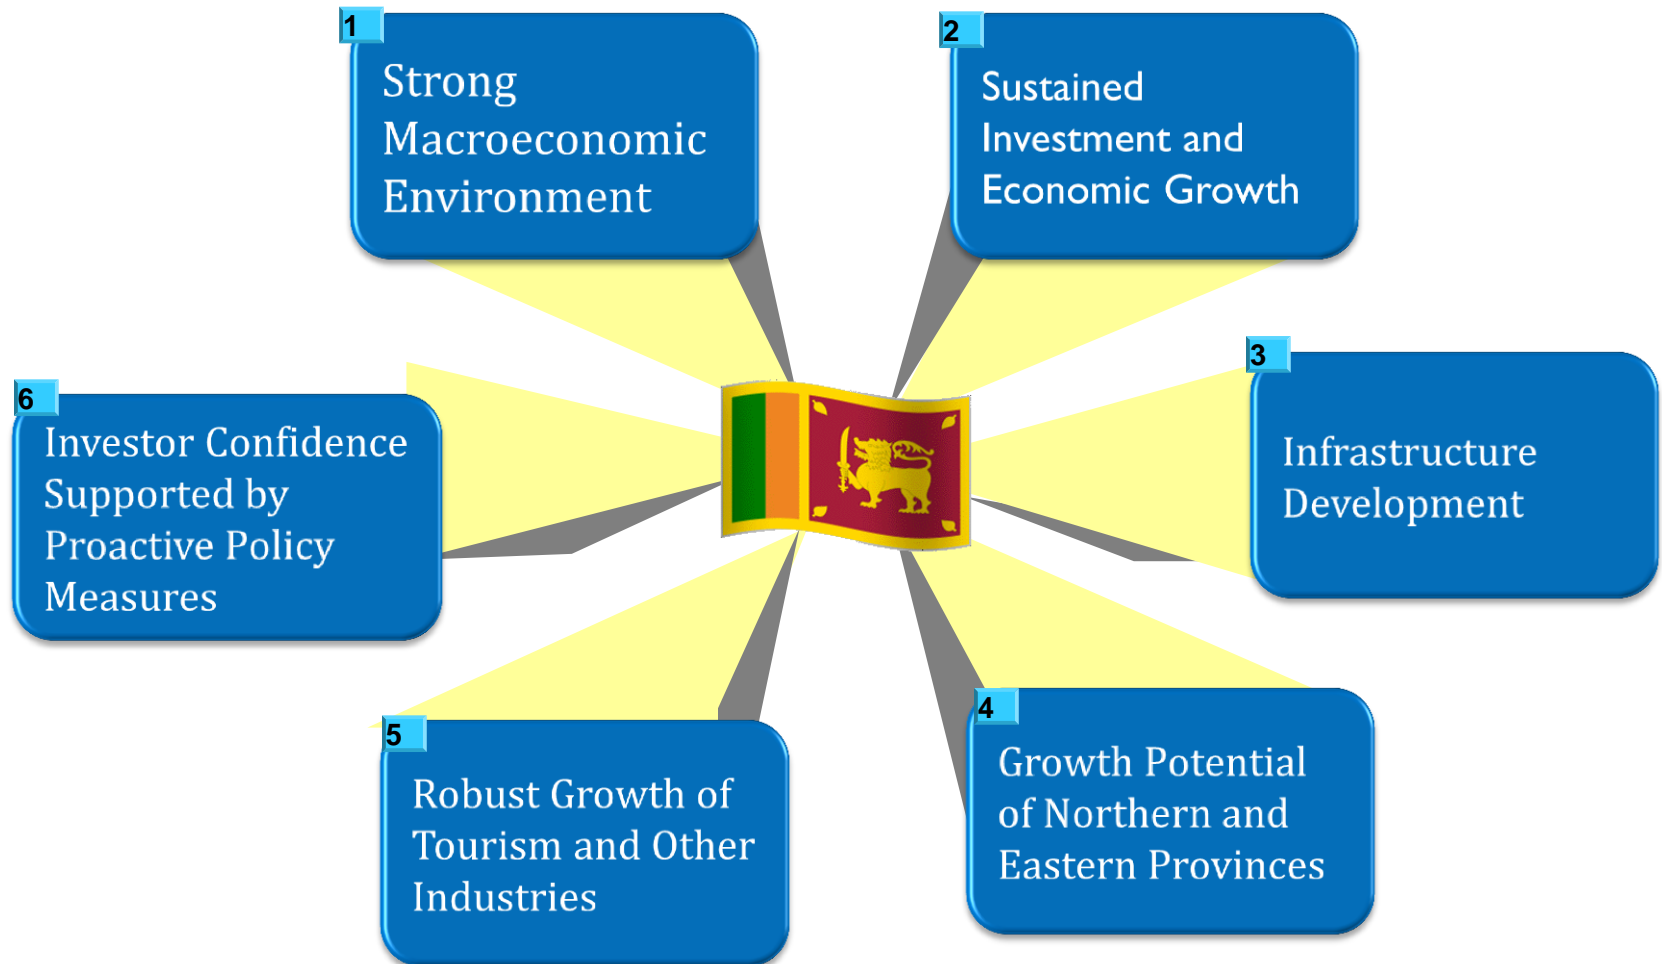 1
Strong
Macroeconomic
Environment
2
Sustained
Investment and
Economic Growth
3
Infrastructure
Development
4
Growth Potential
of Northern and
Eastern Provinces
5
Robust Growth of
Tourism and Other
Industries
6
Investor Confidence
Supported by
Proactive Policy
Measures